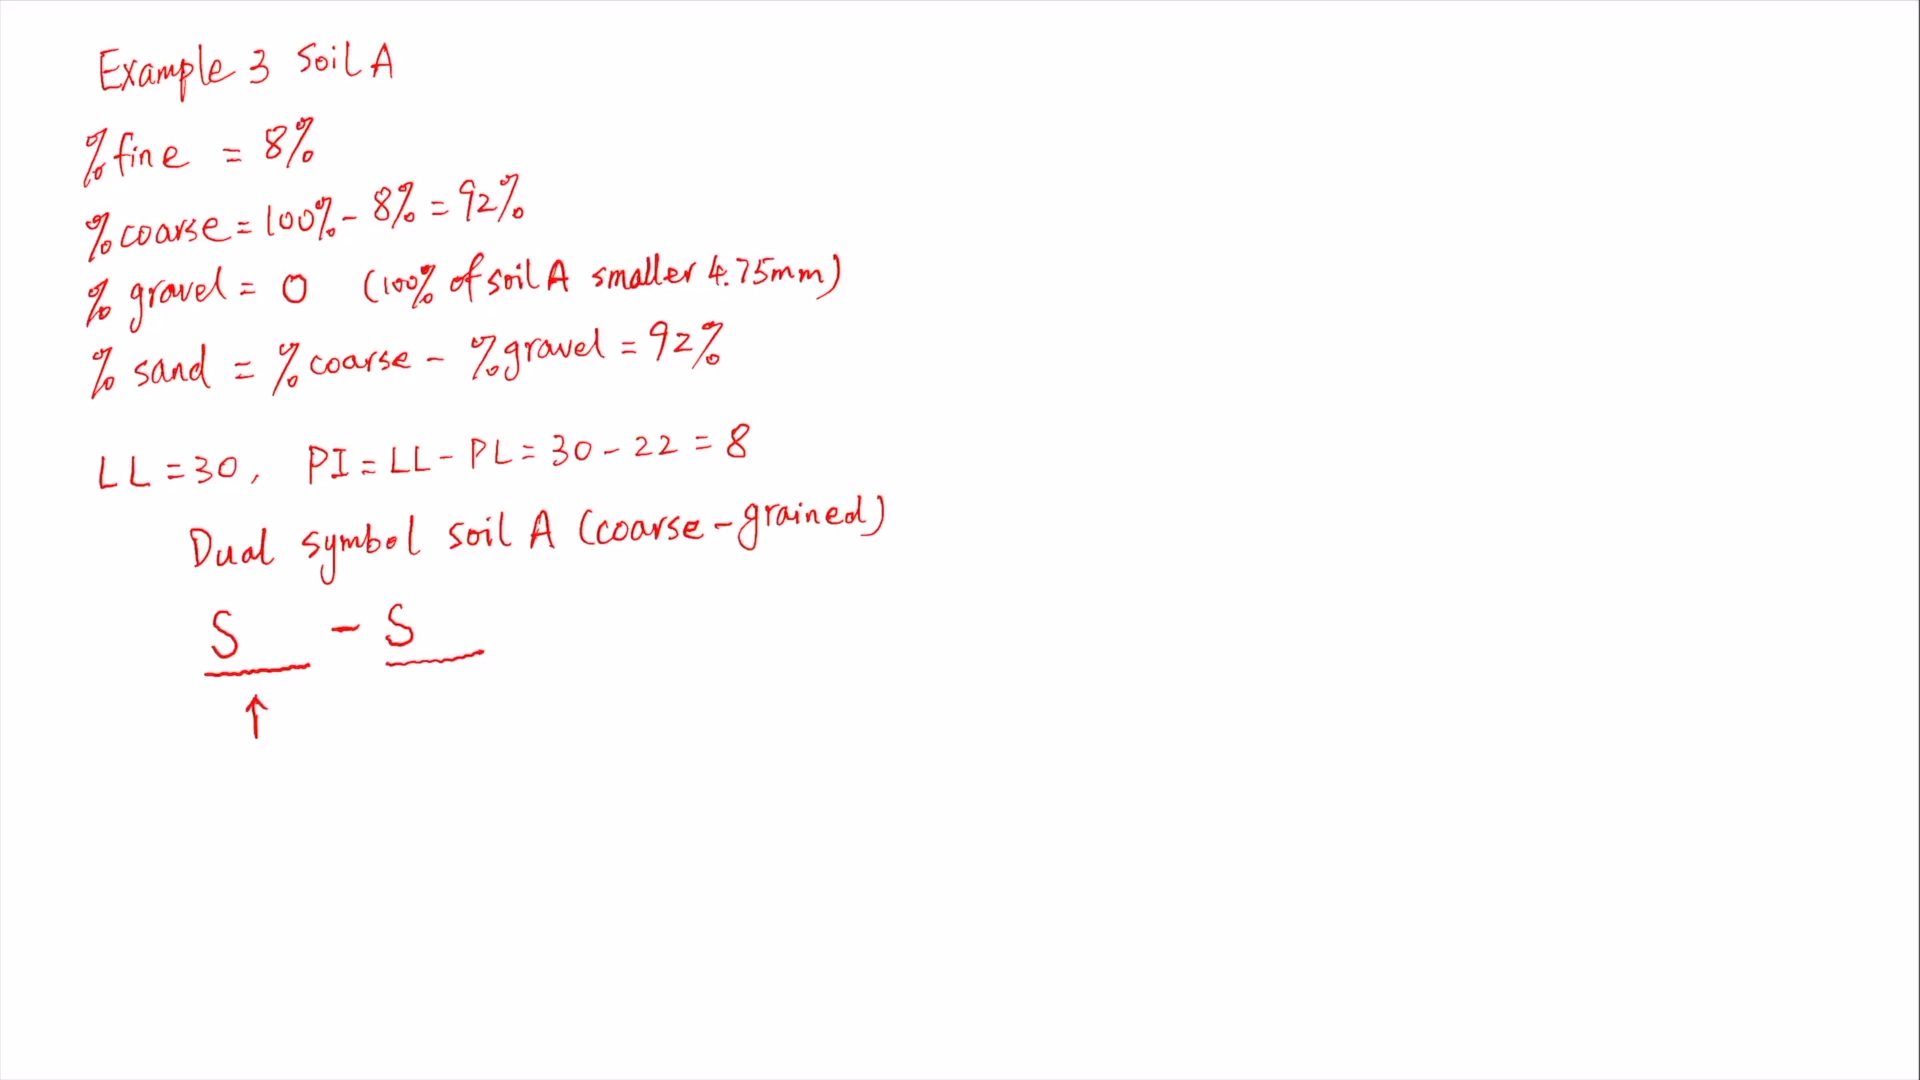 Example 3 Soil A
% fine = 8%
% coarse = 100% - 8% = 92%
% gravel = 0 (100% of soil A smaller 4.75mm)
% sand = % coarse - % gravel = 92%
LL = 30, PI = LL - PL = 30 - 22 = 8
Dual symbol soil A (coarse-grained)
S - S
↑